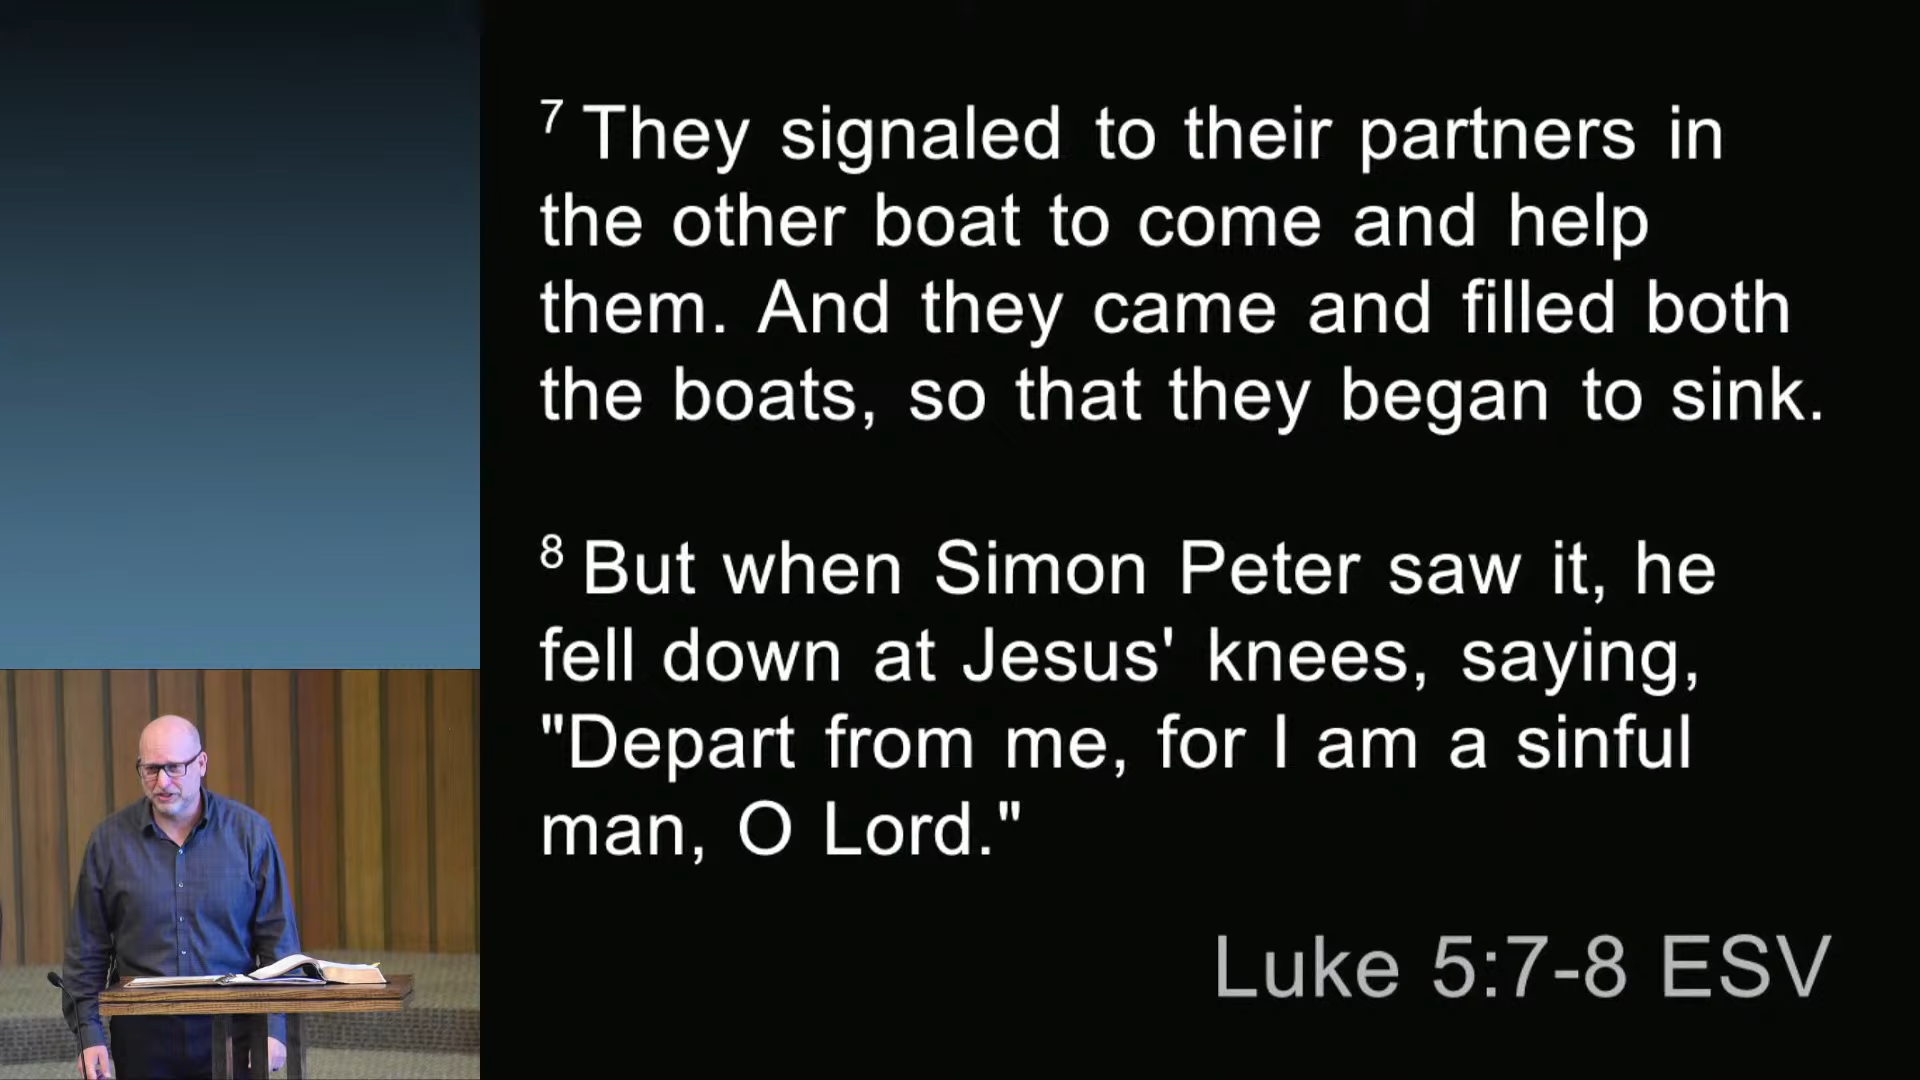 7 They signaled to their partners in
the other boat to come and help
them. And they came and filled both
the boats, so that they began to sink.
8 But when Simon Peter saw it, he
fell down at Jesus' knees, saying,
"Depart from me, for I am a sinful
man, O Lord."
Luke 5:7-8 ESV